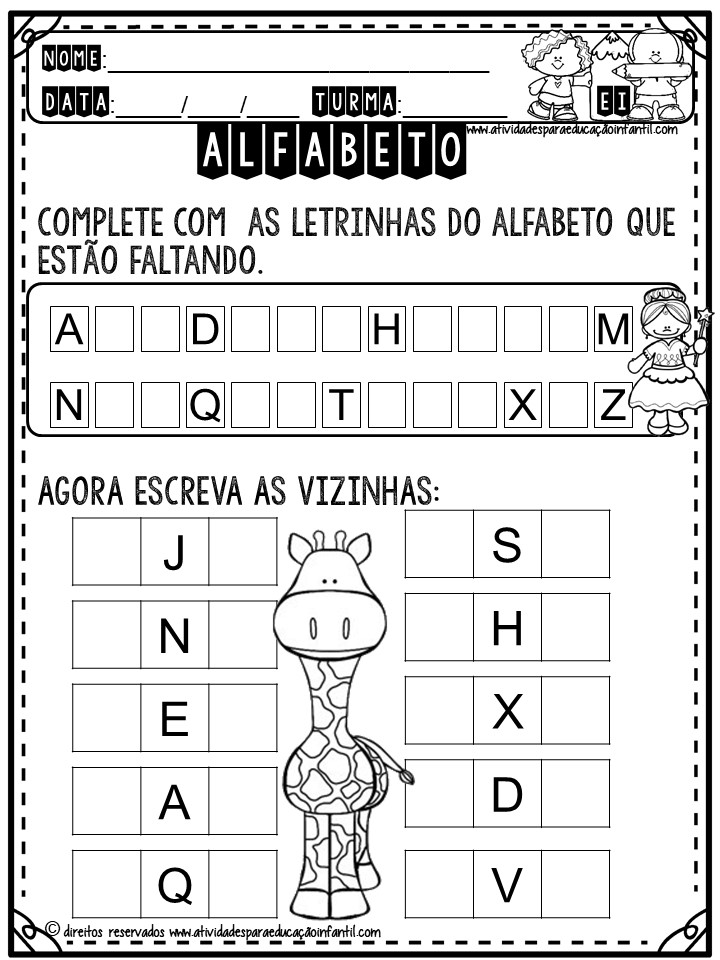 NOME:
DATA: / / TURMA:
EI
www.atividadesparaeducaçãoinfantil.com
ALFABETO
COMPLETE COM AS LETRINHAS DO ALFABETO QUE
ESTÃO FALTANDO.
A D H M
N Q T X Z
AGORA ESCREVA AS VIZINHAS:
J S
N H
E X
A D
Q V
© direitos reservados www.atividadesparaeducaçãoinfantil.com